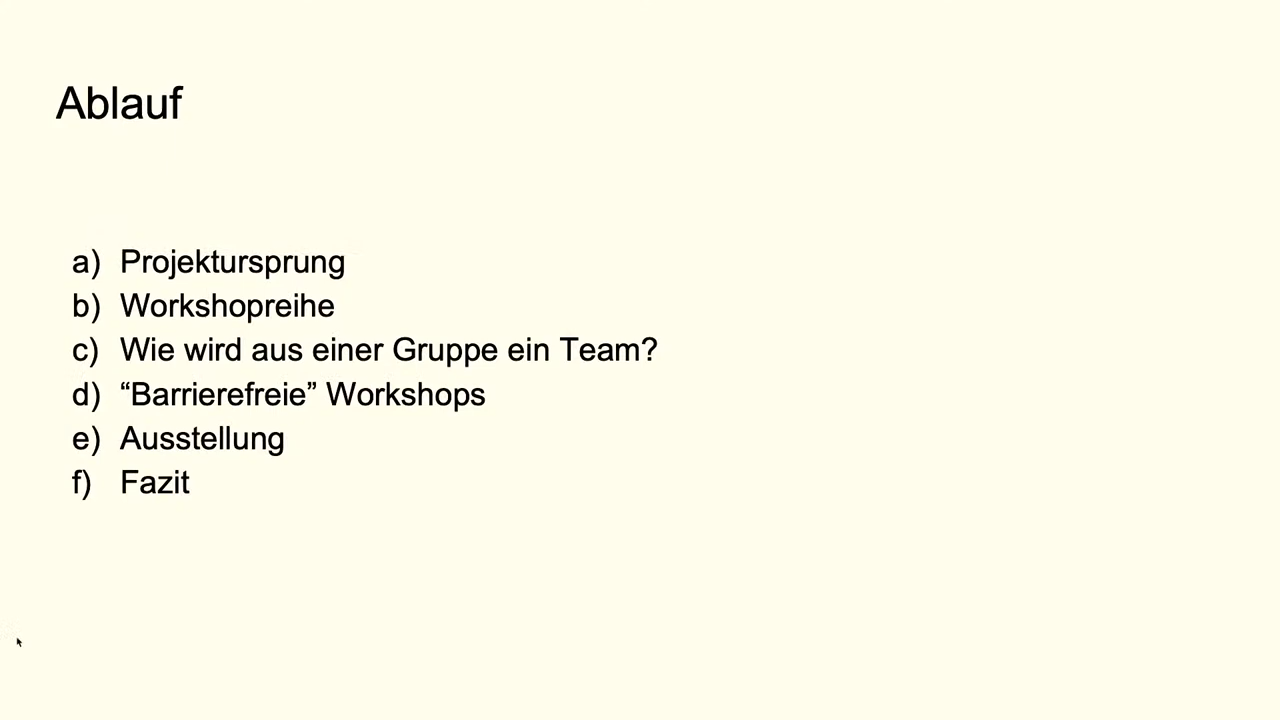 Ablauf
a) Projektursprung
b) Workshopreihe
c) Wie wird aus einer Gruppe ein Team?
d) “Barrierefreie” Workshops
e) Ausstellung
f) Fazit